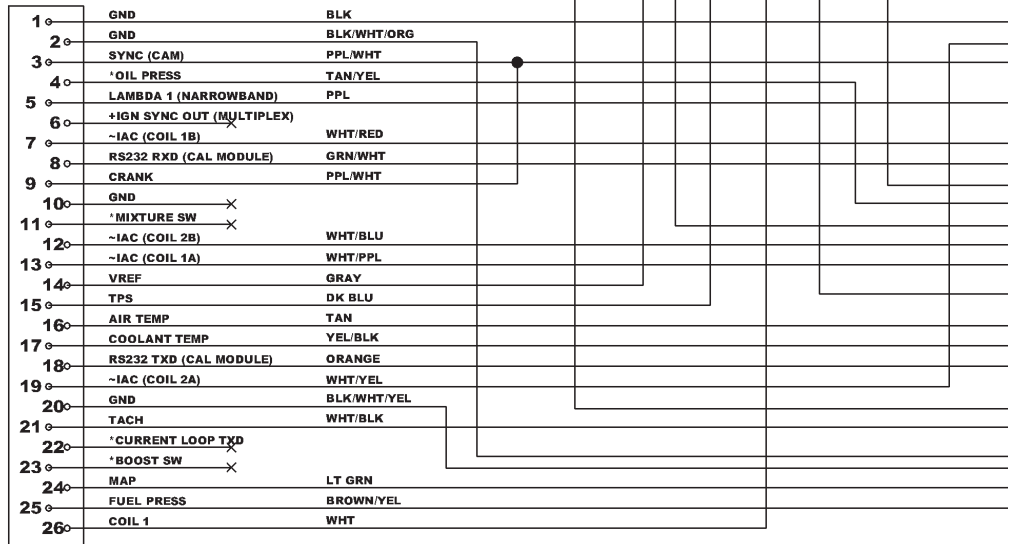 1 GND BLK
2 GND BLK/WHT/ORG
3 SYNC (CAM) PPL/WHT
4 *OIL PRESS TAN/YEL
5 LAMBDA 1 (NARROWBAND) PPL
6 +IGN SYNC OUT (MULTIPLEX)
7 ~IAC (COIL 1B) WHT/RED
8 RS232 RXD (CAL MODULE) GRN/WHT
9 CRANK PPL/WHT
10 GND
11 *MIXTURE SW
12 ~IAC (COIL 2B) WHT/BLU
13 ~IAC (COIL 1A) WHT/PPL
14 VREF GRAY
15 TPS DK BLU
16 AIR TEMP TAN
17 COOLANT TEMP YEL/BLK
18 RS232 TXD (CAL MODULE) ORANGE
19 ~IAC (COIL 2A) WHT/YEL
20 GND BLK/WHT/YEL
21 TACH WHT/BLK
22 *CURRENT LOOP TXD
23 *BOOST SW
24 MAP LT GRN
25 FUEL PRESS BROWN/YEL
26 COIL 1 WHT